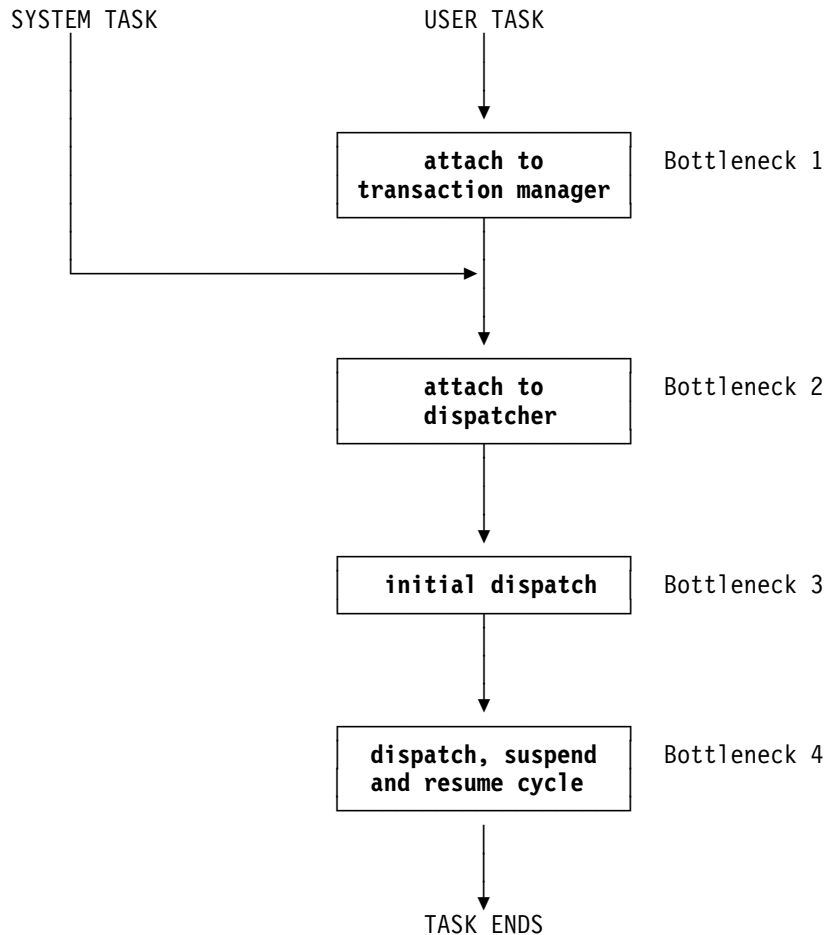 SYSTEM TASK
USER TASK
attach to
transaction manager
Bottleneck 1
attach to
dispatcher
Bottleneck 2
initial dispatch
Bottleneck 3
dispatch, suspend
and resume cycle
Bottleneck 4
TASK ENDS